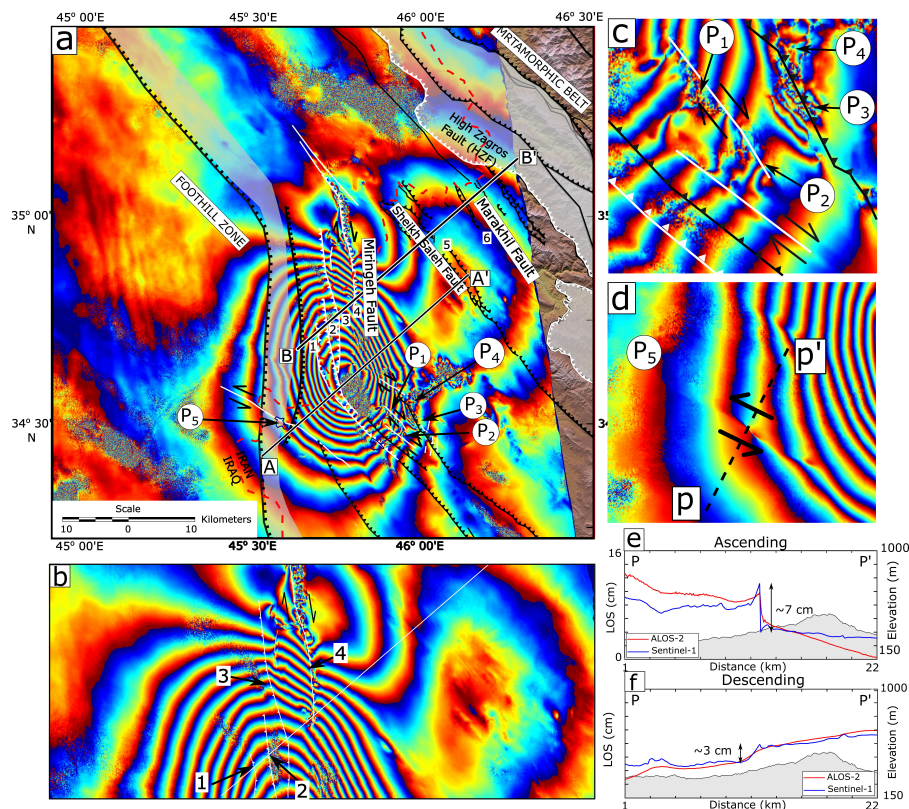 45° 00'E
45° 30'E
46° 00'E
46° 30'E
a
MRTAMORPHIC BELT
High Zagros
Fault (HZF)
B'
FOOTHILL ZONE
35° 00'
N
Miringeh Fault
Sheikh Saleh Fault
Marakhil Fault
5
6
A'
4
3
2
1
B
P1
P4
P5
P3
P2
34° 30'
N
A
IRAN
IRAQ
Scale
10 0 10 Kilometers
45° 00'E
45° 30'E
46° 00'E
b
3
4
1
2
c
P1
P4
P3
P2
35
d
P5
P'
34
P
e
Ascending
16
P
P'
1000
LOS (cm)
~7 cm
Elevation (m)
ALOS-2
Sentinel-1
0
150
1
Distance (km)
22
f
Descending
P
P'
1000
LOS (cm)
~3 cm
Elevation (m)
ALOS-2
Sentinel-1
150
1
Distance (km)
22